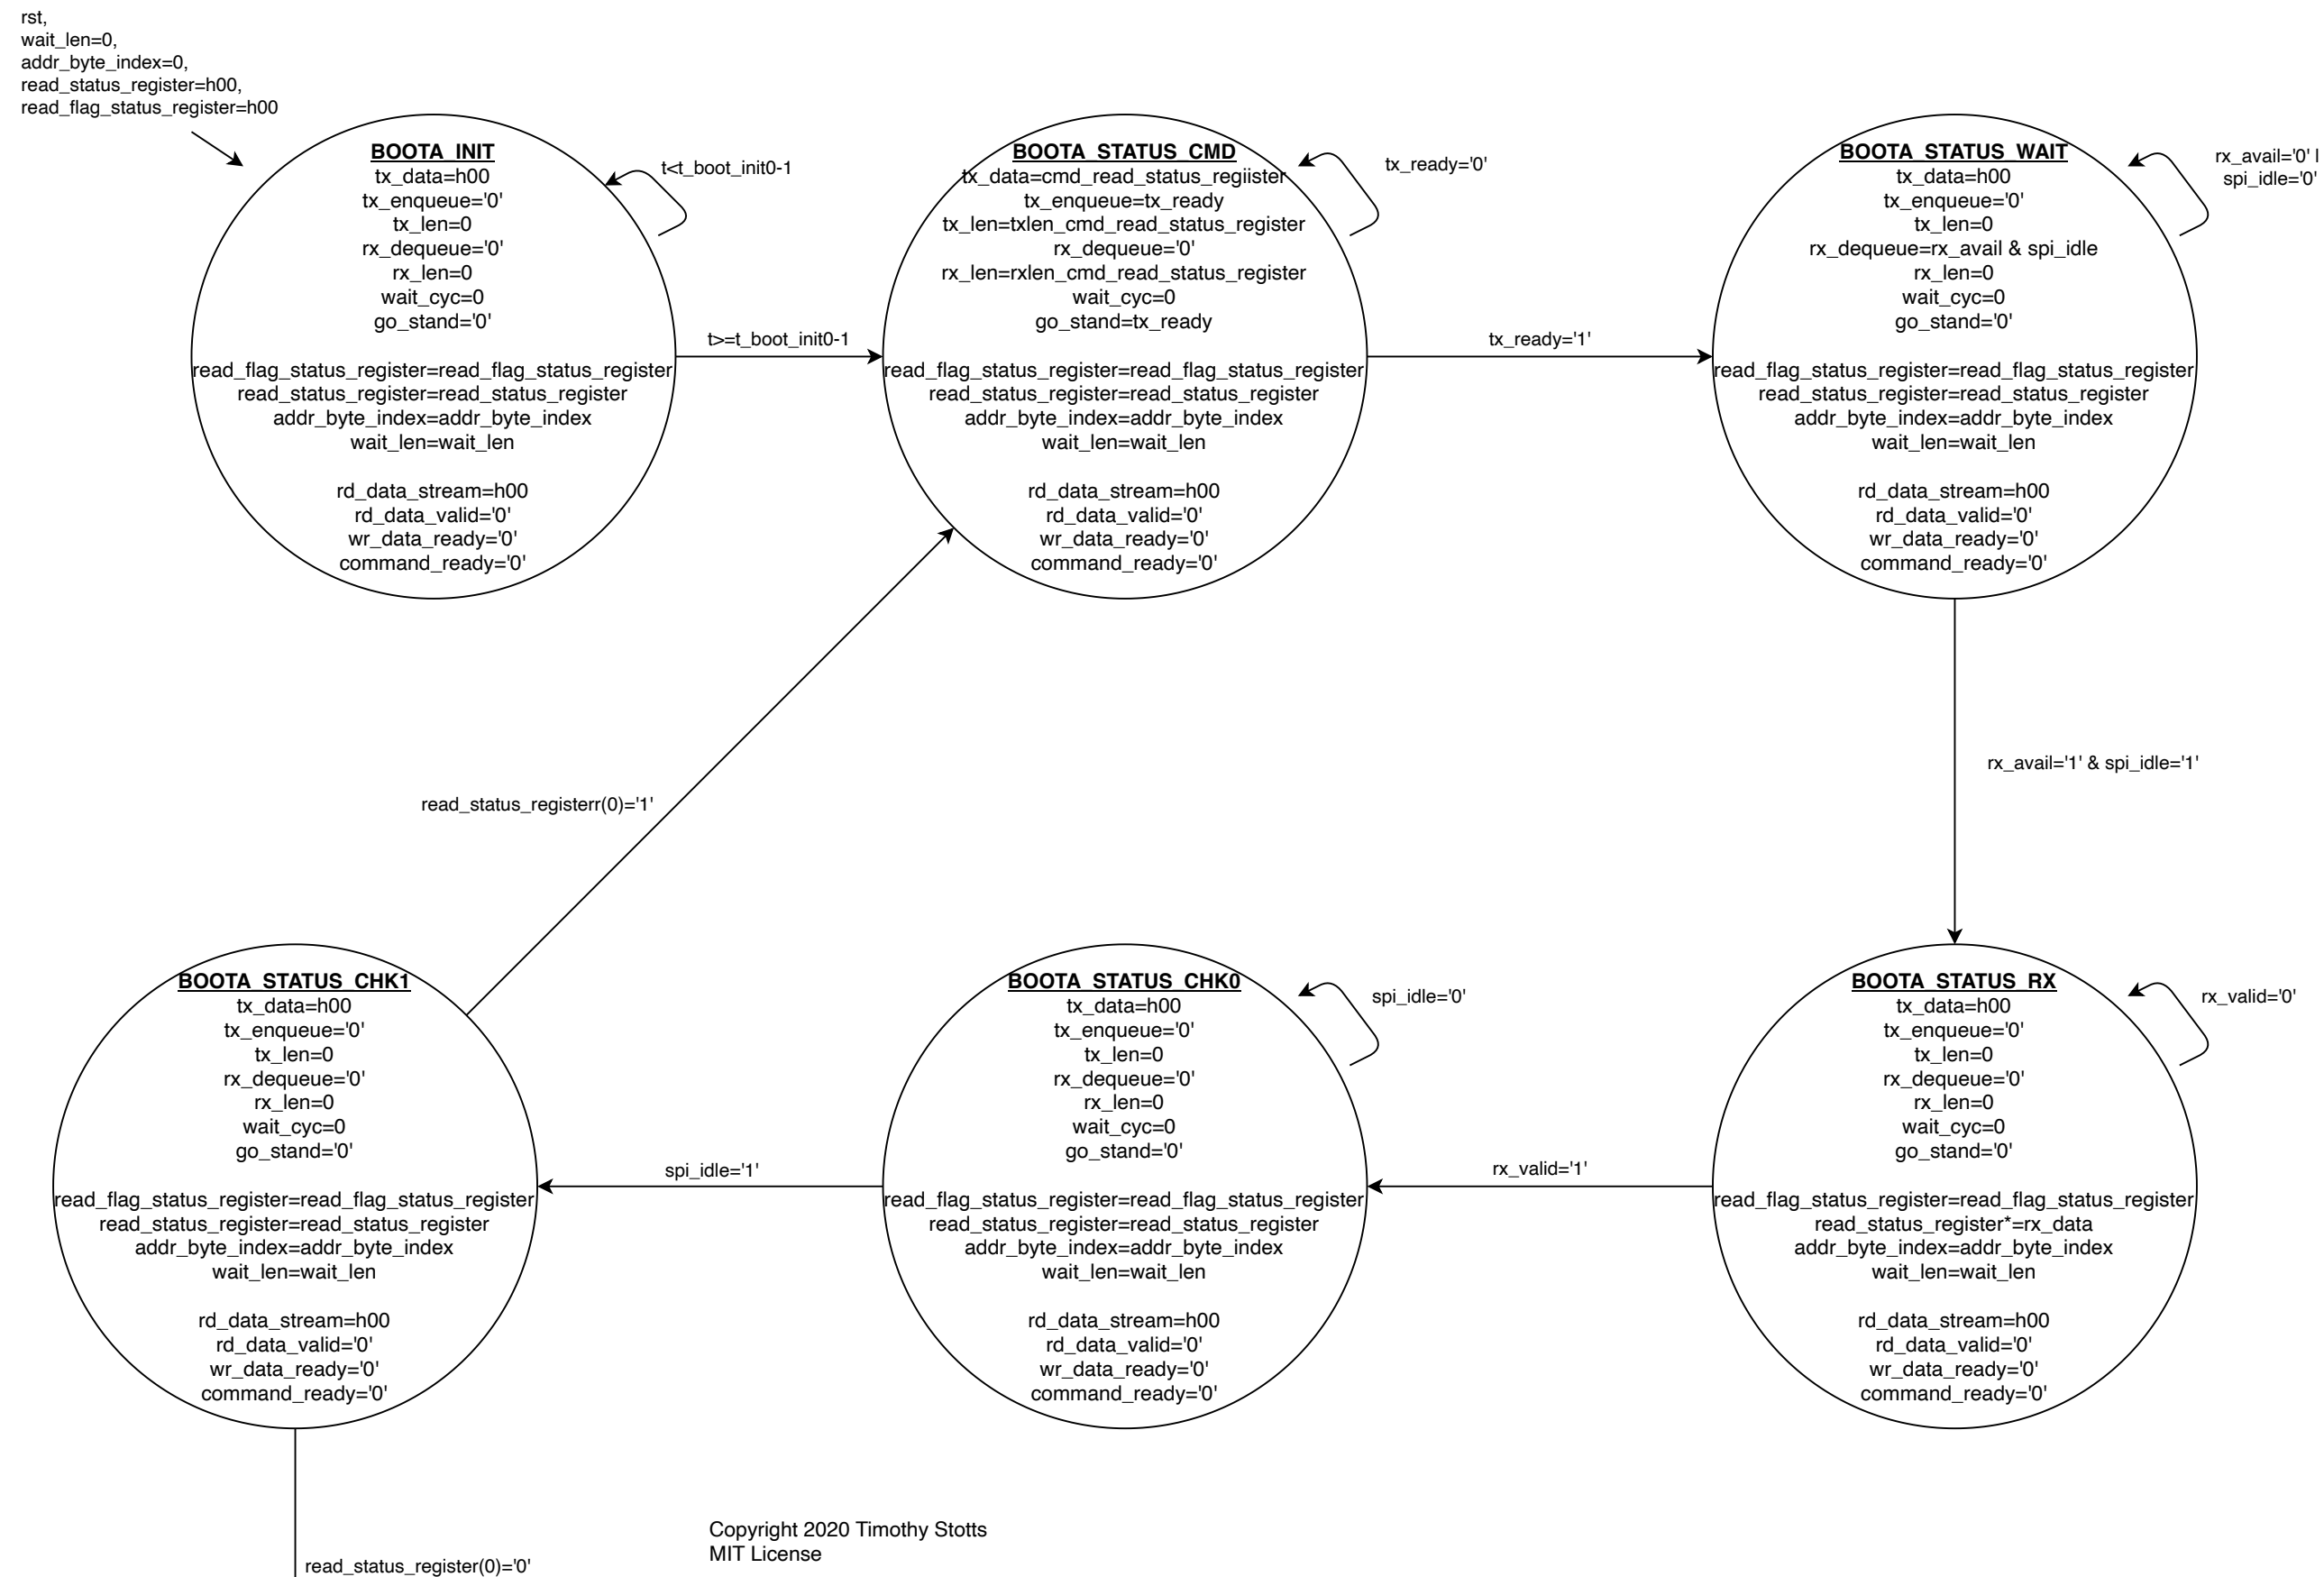 rst,
wait_len=0,
addr_byte_index=0,
read_status_register=h00,
read_flag_status_register=h00
BOOTA_INIT
tx_data=h00
tx_enqueue='0'
tx_len=0
rx_dequeue='0'
rx_len=0
wait_cyc=0
go_stand='0'
read_flag_status_register=read_flag_status_register
read_status_register=read_status_register
addr_byte_index=addr_byte_index
wait_len=wait_len
rd_data_stream=h00
rd_data_valid='0'
wr_data_ready='0'
command_ready='0'
t<t_boot_init0-1
t>=t_boot_init0-1
BOOTA_STATUS_CMD
tx_data=cmd_read_status_regiister
tx_enqueue=tx_ready
tx_len=txlen_cmd_read_status_register
rx_dequeue='0'
rx_len=rxlen_cmd_read_status_register
wait_cyc=0
go_stand=tx_ready
read_flag_status_register=read_flag_status_register
read_status_register=read_status_register
addr_byte_index=addr_byte_index
wait_len=wait_len
rd_data_stream=h00
rd_data_valid='0'
wr_data_ready='0'
command_ready='0'
tx_ready='0'
tx_ready='1'
BOOTA_STATUS_WAIT
tx_data=h00
tx_enqueue='0'
tx_len=0
rx_dequeue=rx_avail & spi_idle
rx_len=0
wait_cyc=0
go_stand='0'
read_flag_status_register=read_flag_status_register
read_status_register=read_status_register
addr_byte_index=addr_byte_index
wait_len=wait_len
rd_data_stream=h00
rd_data_valid='0'
wr_data_ready='0'
command_ready='0'
rx_avail='0' |
spi_idle='0'
rx_avail='1' & spi_idle='1'
read_status_registerr(0)='1'
BOOTA_STATUS_CHK1
tx_data=h00
tx_enqueue='0'
tx_len=0
rx_dequeue='0'
rx_len=0
wait_cyc=0
go_stand='0'
read_flag_status_register=read_flag_status_register
read_status_register=read_status_register
addr_byte_index=addr_byte_index
wait_len=wait_len
rd_data_stream=h00
rd_data_valid='0'
wr_data_ready='0'
command_ready='0'
spi_idle='1'
BOOTA_STATUS_CHK0
tx_data=h00
tx_enqueue='0'
tx_len=0
rx_dequeue='0'
rx_len=0
wait_cyc=0
go_stand='0'
read_flag_status_register=read_flag_status_register
read_status_register=read_status_register
addr_byte_index=addr_byte_index
wait_len=wait_len
rd_data_stream=h00
rd_data_valid='0'
wr_data_ready='0'
command_ready='0'
spi_idle='0'
rx_valid='1'
BOOTA_STATUS_RX
tx_data=h00
tx_enqueue='0'
tx_len=0
rx_dequeue='0'
rx_len=0
wait_cyc=0
go_stand='0'
read_flag_status_register=read_flag_status_register
read_status_register*=rx_data
addr_byte_index=addr_byte_index
wait_len=wait_len
rd_data_stream=h00
rd_data_valid='0'
wr_data_ready='0'
command_ready='0'
rx_valid='0'
read_status_register(0)='0'
Copyright 2020 Timothy Stotts
MIT License